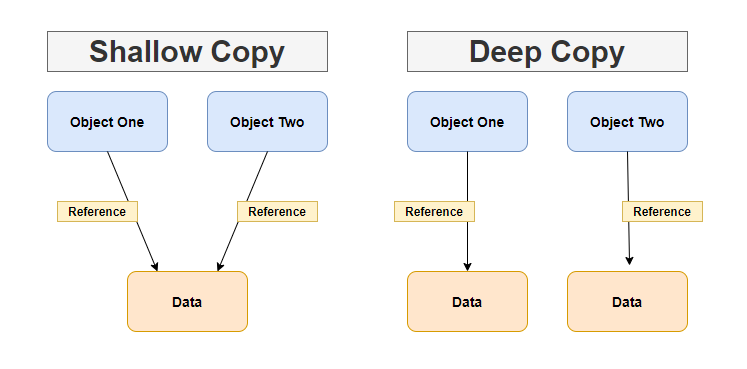 Shallow Copy
Deep Copy
Object One
Object Two
Object One
Object Two
Reference
Reference
Reference
Reference
Data
Data
Data